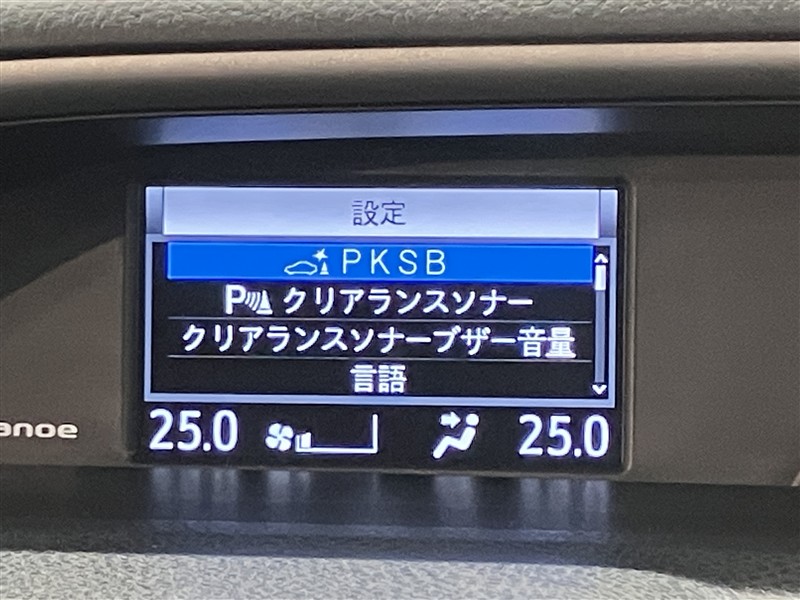 設定
PKSB
P クリアランスソナー
クリアランスソナーブザー音量
言語
25.0 25.0
anoe